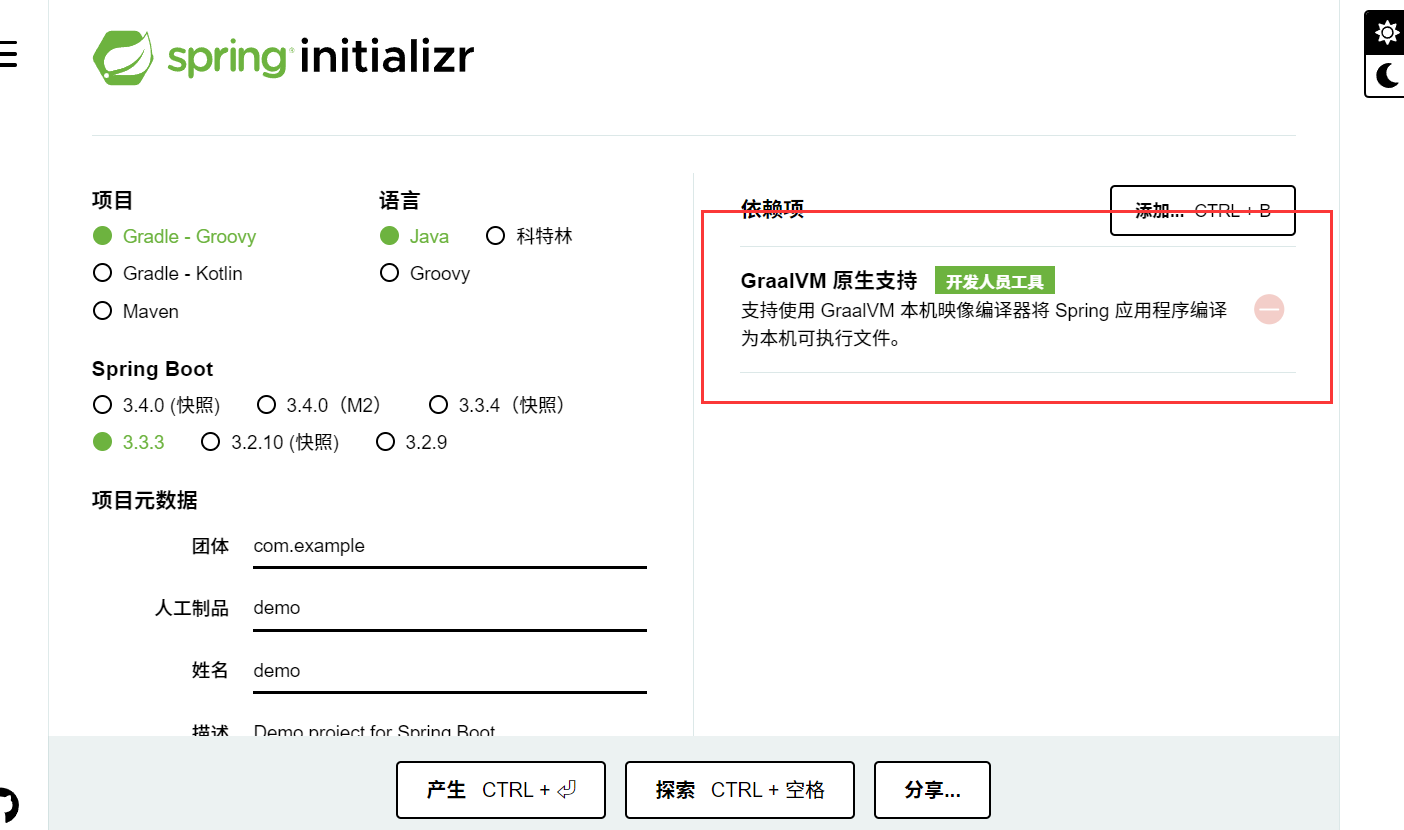 spring initializr
项目
Gradle - Groovy
Gradle - Kotlin
Maven
语言
Java 科特林
Groovy
Spring Boot
3.4.0 (快照) 3.4.0（M2） 3.3.4（快照）
3.3.3 3.2.10 (快照) 3.2.9
项目元数据
团体 com.example
人工制品 demo
姓名 demo
描述 Demo project for Spring Boot
依赖项 添加... CTRL + B
GraalVM 原生支持 开发人员工具
支持使用 GraalVM 本机映像编译器将 Spring 应用程序编译
为本机可执行文件。
产生 CTRL + ⏎ 探索 CTRL + 空格 分享...